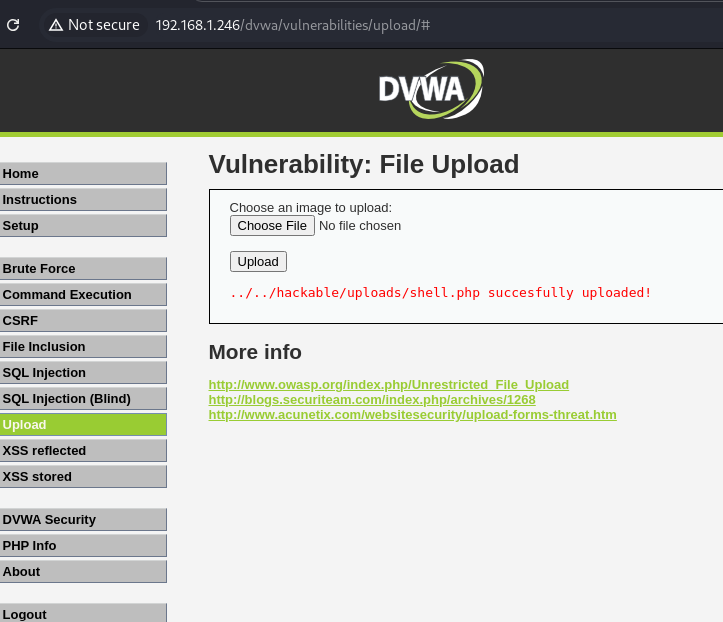 Not secure 192.168.1.246/dvwa/vulnerabilities/upload/#
DVWA
Home
Instructions
Setup
Brute Force
Command Execution
CSRF
File Inclusion
SQL Injection
SQL Injection (Blind)
Upload
XSS reflected
XSS stored
DVWA Security
PHP Info
About
Logout
Vulnerability: File Upload
Choose an image to upload:
Choose File No file chosen
Upload
../../hackable/uploads/shell.php succesfully uploaded!
More info
http://www.owasp.org/index.php/Unrestricted_File_Upload
http://blogs.securiteam.com/index.php/archives/1268
http://www.acunetix.com/websitesecurity/upload-forms-threat.htm